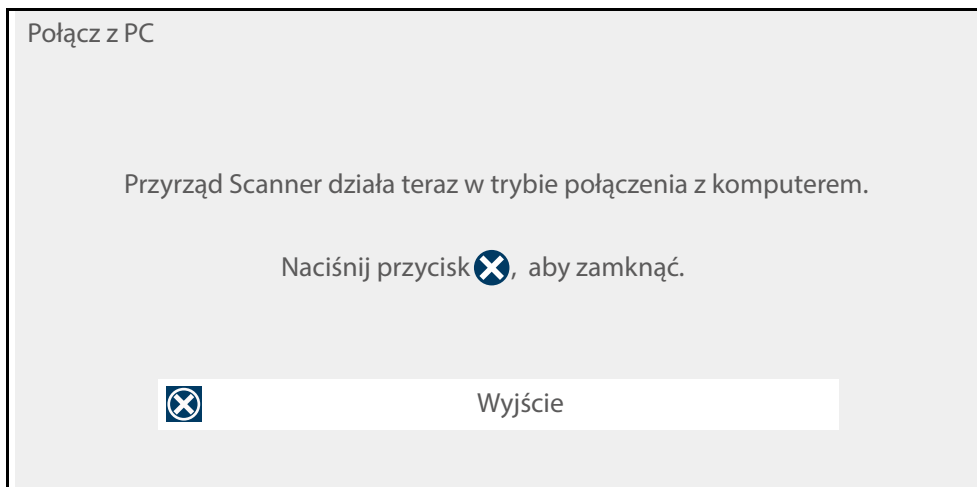 Połącz z PC
Przyrząd Scanner działa teraz w trybie połączenia z komputerem.
Naciśnij przycisk , aby zamknąć.
Wyjście